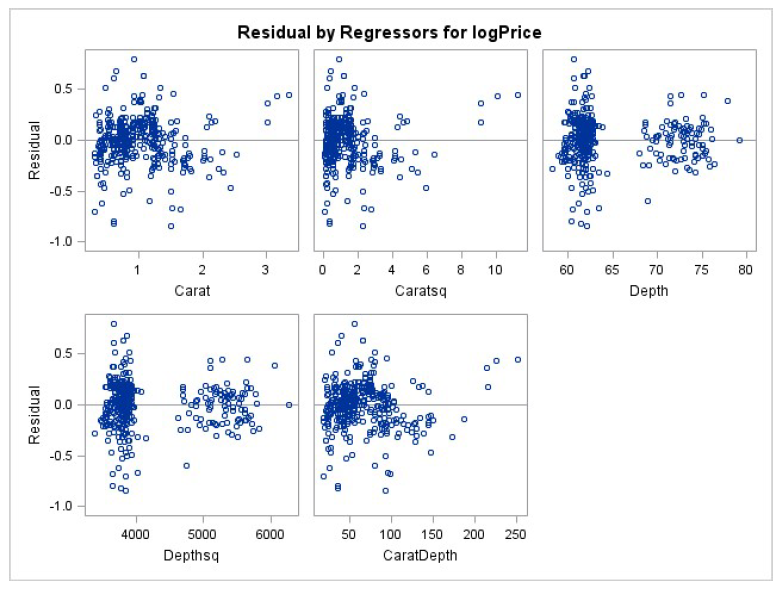 Residual by Regressors for logPrice
Residual
0.5
0.0
-0.5
-1.0
1 2 3
Carat
0 2 4 6 8 10
Caratsq
60 65 70 75 80
Depth
Residual
0.5
0.0
-0.5
-1.0
4000 5000 6000
Depthsq
50 100 150 200 250
CaratDepth